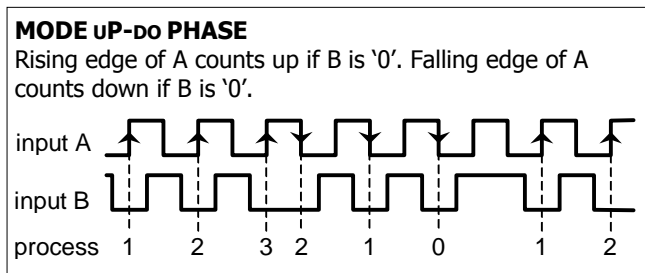 MODE UP-DO PHASE
Rising edge of A counts up if B is ‘0’. Falling edge of A
counts down if B is ‘0’.
input A
input B
process 1 2 3 2 1 0 1 2